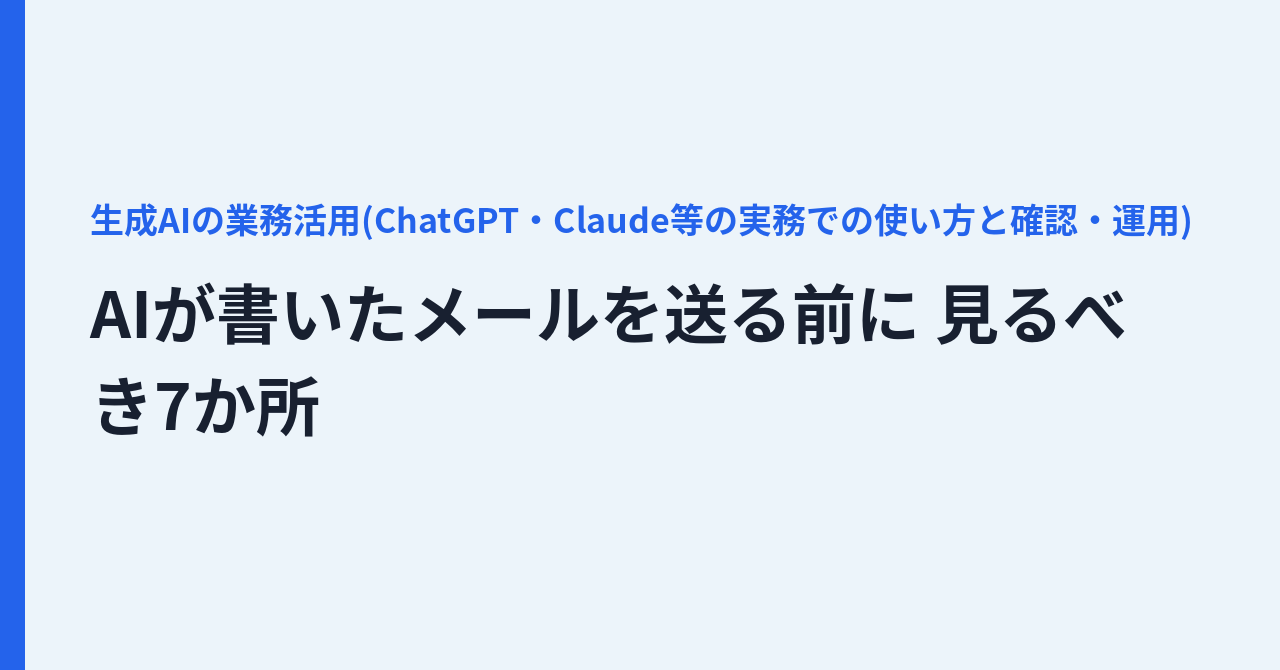 生成AIの業務活用(ChatGPT・Claude等の実務での使い方と確認・運用)
AIが書いたメールを送る前に 見るべ
き7か所